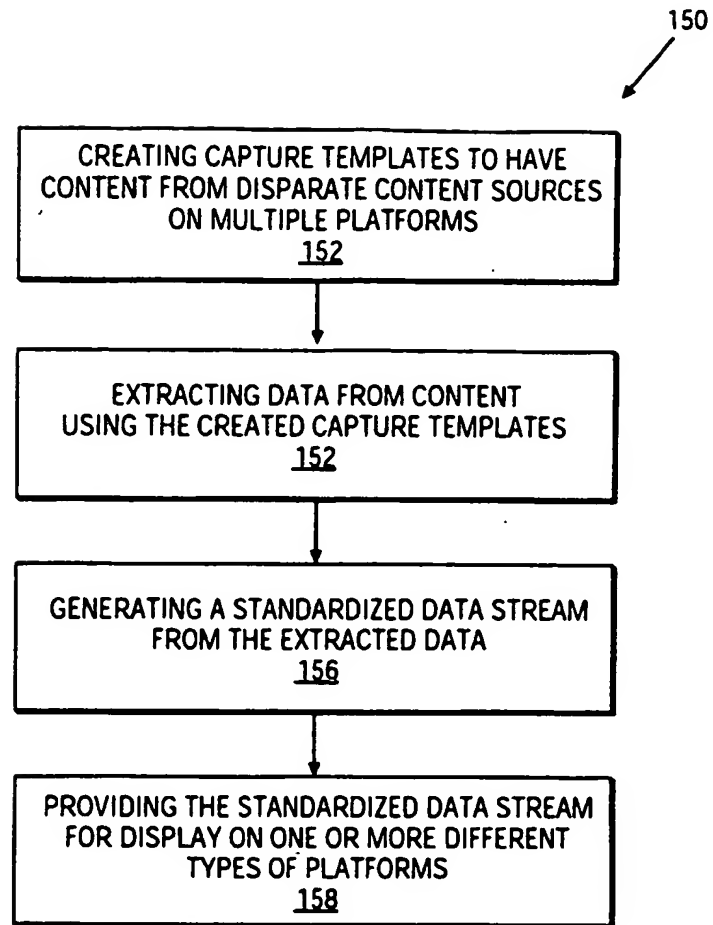 150
CREATING CAPTURE TEMPLATES TO HAVE
CONTENT FROM DISPARATE CONTENT SOURCES
ON MULTIPLE PLATFORMS
152
EXTRACTING DATA FROM CONTENT
USING THE CREATED CAPTURE TEMPLATES
152
GENERATING A STANDARDIZED DATA STREAM
FROM THE EXTRACTED DATA
156
PROVIDING THE STANDARDIZED DATA STREAM
FOR DISPLAY ON ONE OR MORE DIFFERENT
TYPES OF PLATFORMS
158